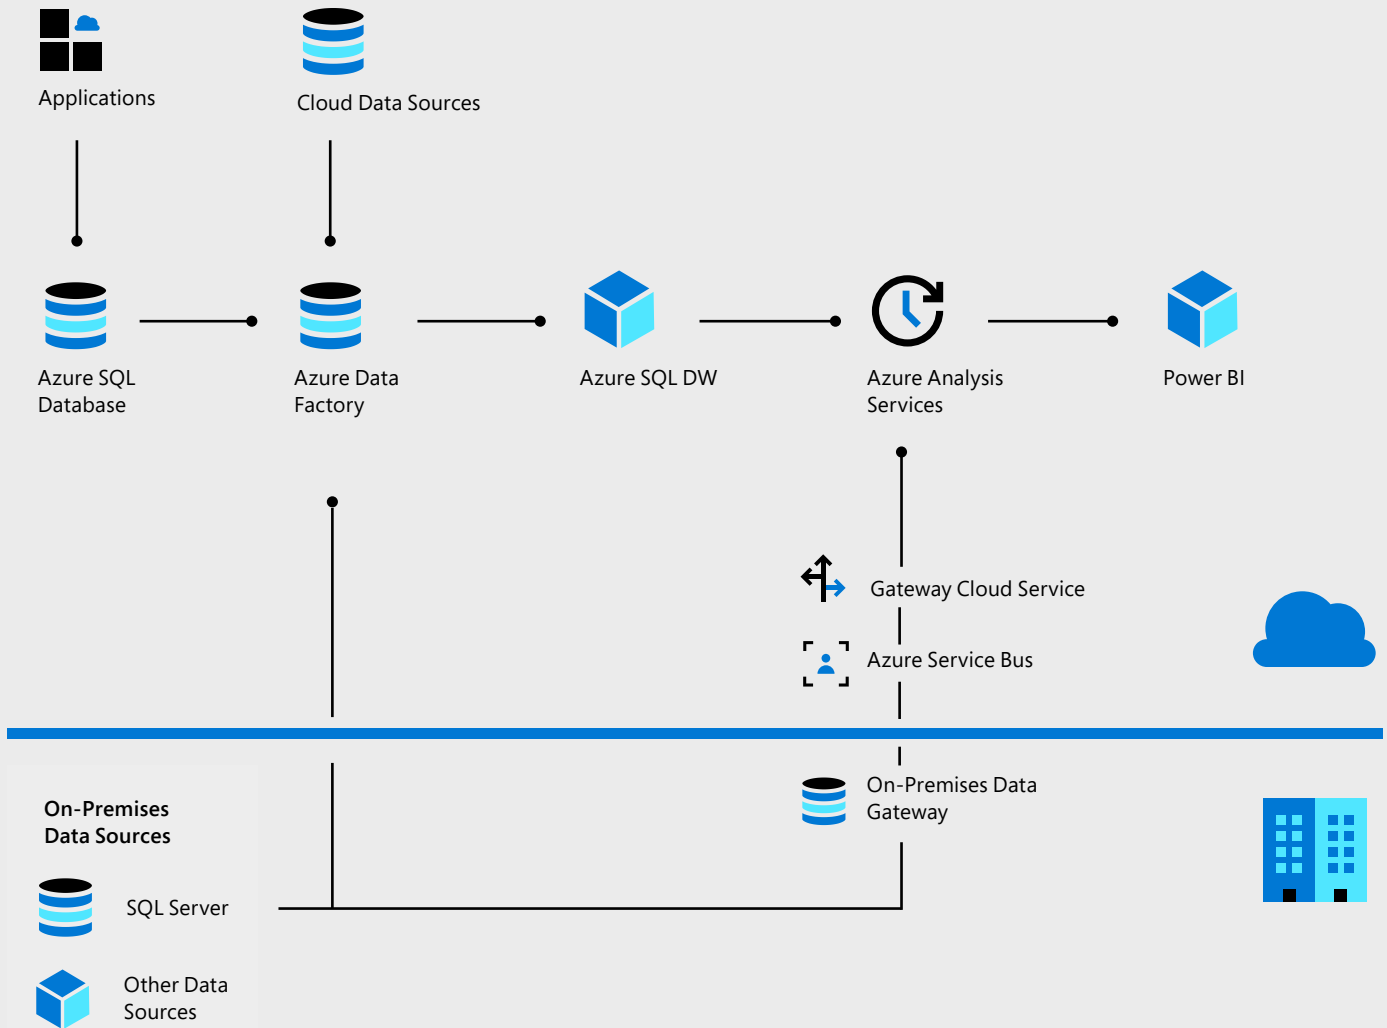 Applications
Cloud Data Sources
Azure SQL
Database
Azure Data
Factory
Azure SQL DW
Azure Analysis
Services
Power BI
Gateway Cloud Service
Azure Service Bus
On-Premises Data
Gateway
On-Premises
Data Sources
SQL Server
Other Data
Sources